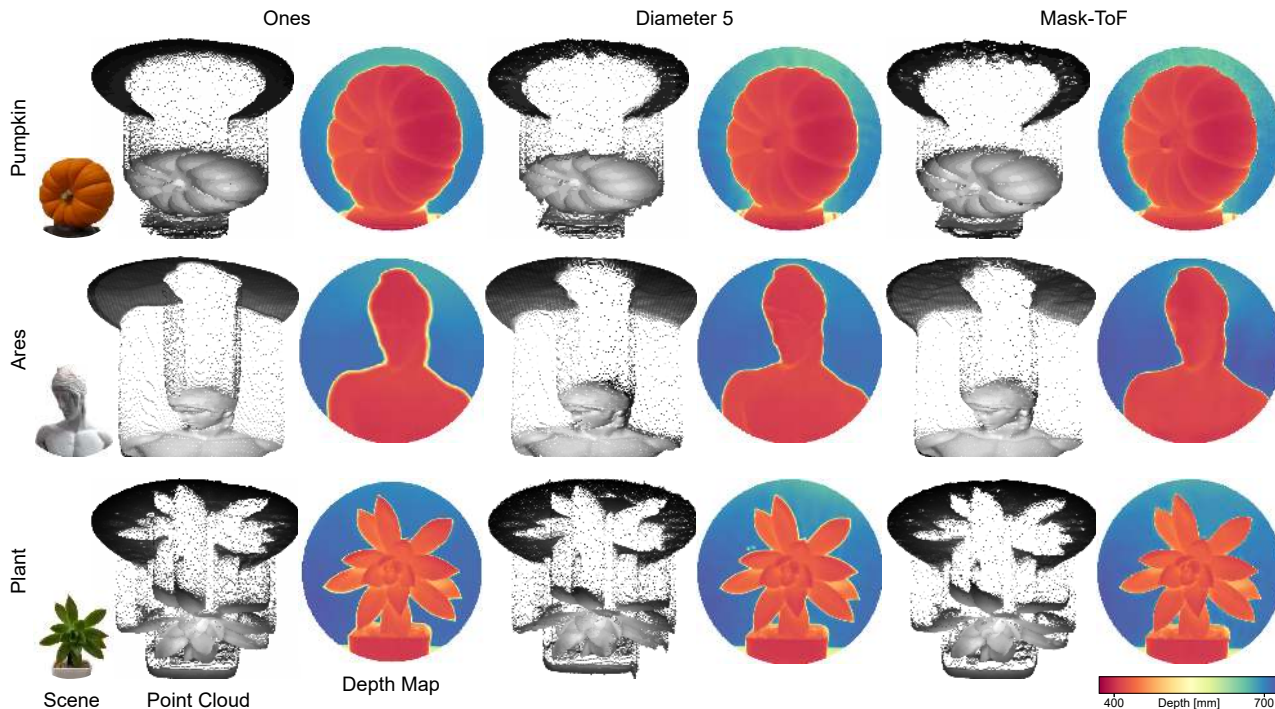 Ones
Diameter 5
Mask-ToF
Pumpkin
Ares
Plant
Scene
Point Cloud
Depth Map
400
Depth [mm]
700